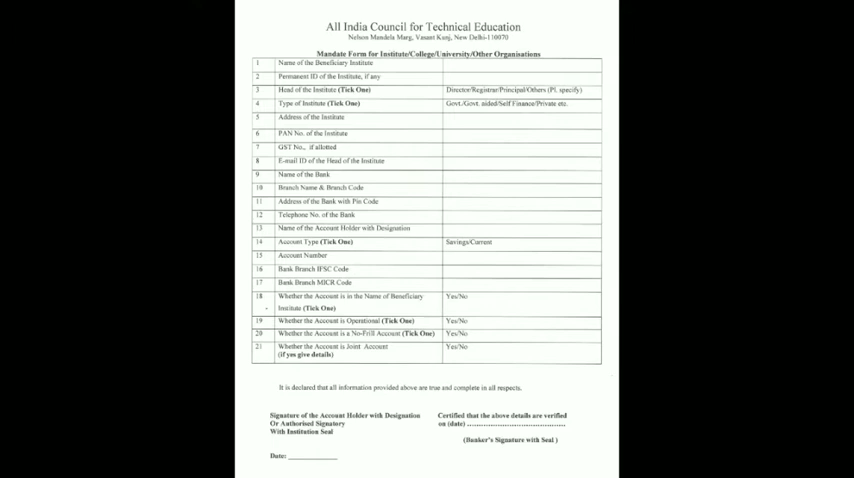 All India Council for Technical Education
Nelson Mandela Marg, Vasant Kunj, New Delhi-110070
Mandate Form for Institute/College/University/Other Organisations
1 Name of the Beneficiary Institute
2 Permanent ID of the Institute, if any
3 Head of the Institute (Tick One) Director/Registrar/Principal/Others (Pl. specify)
4 Type of Institute (Tick One) Govt./Govt. aided/Self Finance/Private etc.
5 Address of the Institute
6 PAN No. of the Institute
7 GST No., if allotted
8 E-mail ID of the Head of the Institute
9 Name of the Bank
10 Branch Name & Branch Code
11 Address of the Bank with Pin Code
12 Telephone No. of the Bank
13 Name of the Account Holder with Designation
14 Account Type (Tick One) Savings/Current
15 Account Number
16 Bank Branch IFSC Code
17 Bank Branch MICR Code
18 Whether the Account is in the Name of Beneficiary Yes/No
Institute (Tick One)
19 Whether the Account is Operational (Tick One) Yes/No
20 Whether the Account is a No-Frill Account (Tick One) Yes/No
21 Whether the Account is Joint Account Yes/No
(if yes give details)
It is declared that all information provided above are true and complete in all respects.
Signature of the Account Holder with Designation Certified that the above details are verified
Or Authorised Signatory on (date) ........................................
With Institution Seal
(Banker's Signature with Seal )
Date: ______________